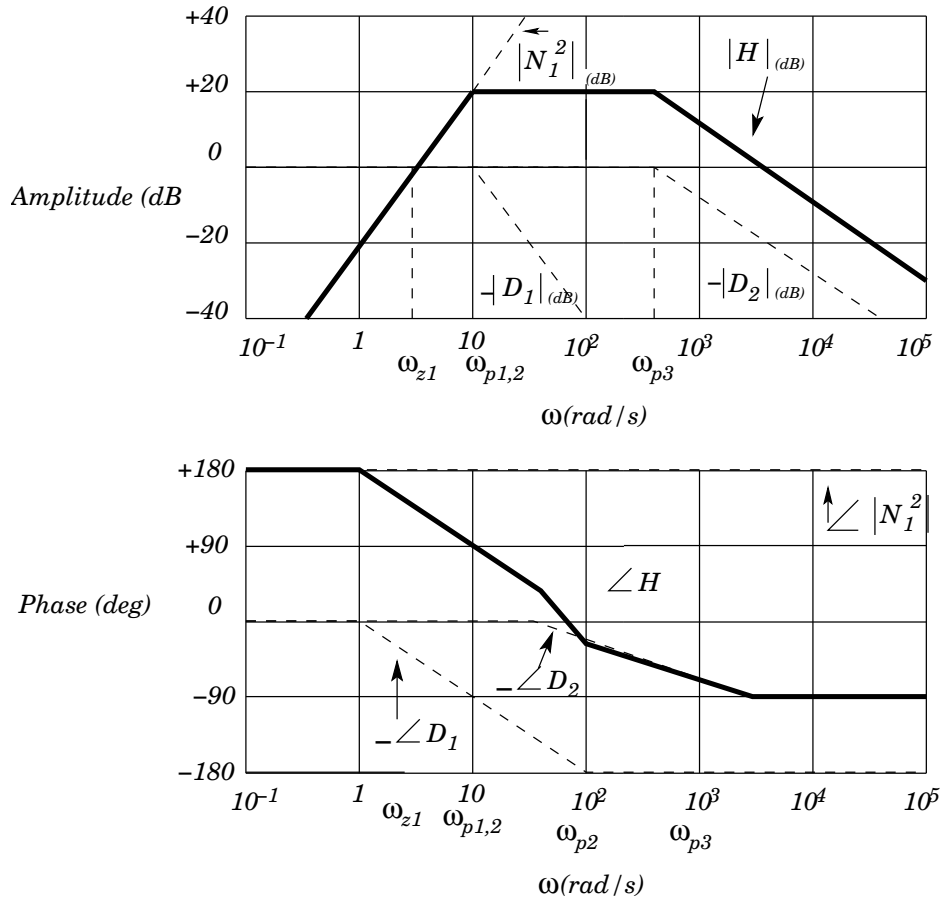 +40
|N₁²| (dB)
|H| (dB)
+20
0
Amplitude (dB
−20
−|D₁| (dB)
−|D₂| (dB)
−40
10⁻¹ 1 10 10² 10³ 10⁴ 10⁵
ωz1 ωp1,2 ωp3
ω(rad/s)
+180
∠|N₁²|
+90
∠H
Phase (deg)
0
−∠D₂
−90
−∠D₁
−180
10⁻¹ 1 10 10² 10³ 10⁴ 10⁵
ωz1 ωp1,2 ωp2 ωp3
ω(rad/s)